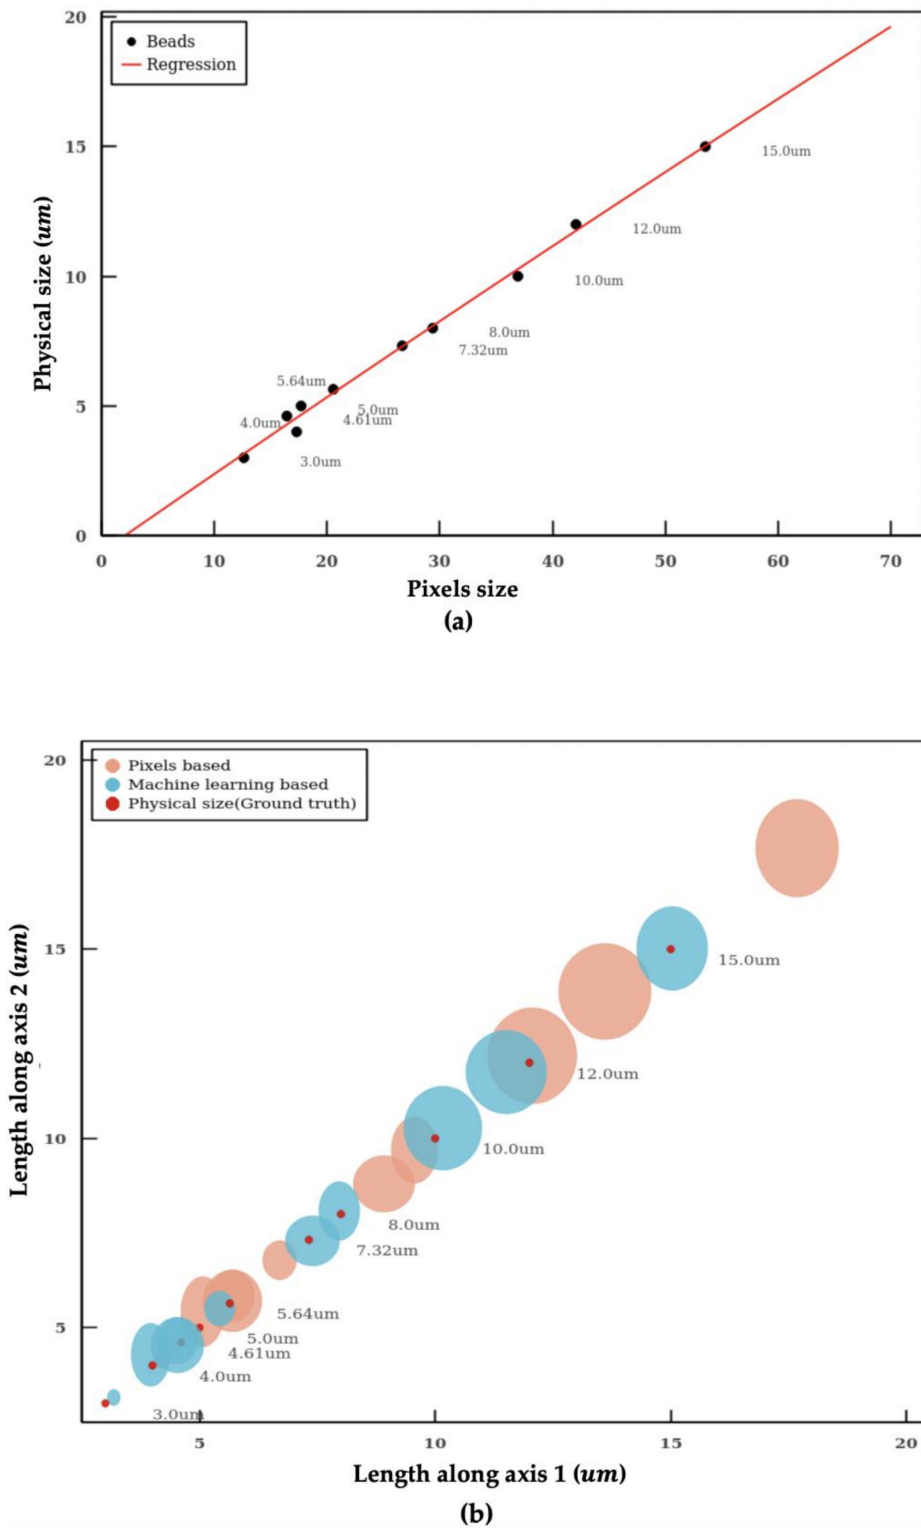 20
Beads
Regression
15
15.0um
12.0um
10
10.0um
8.0um
7.32um
5.64um
5
5.0um
4.0um
4.61um
3.0um
0
0 10 20 30 40 50 60 70
Physical size (um)
Pixels size
(a)
20
Pixels based
Machine learning based
Physical size(Ground truth)
15
15.0um
12.0um
10
10.0um
8.0um
7.32um
5
5.64um
5.0um
4.61um
4.0um
3.0um
5 10 15 20
Length along axis 2 (um)
Length along axis 1 (um)
(b)